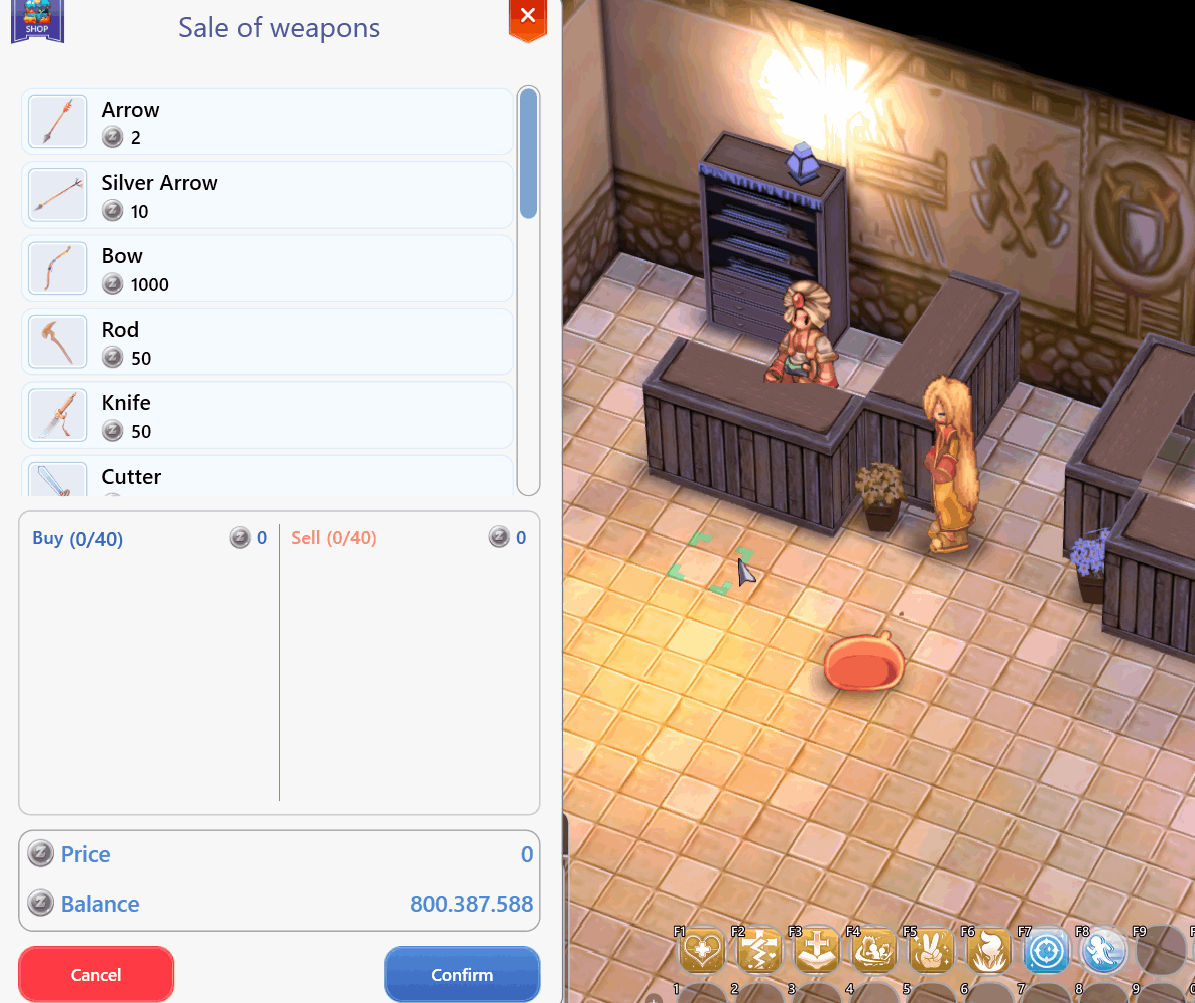 SHOP
Sale of weapons
Arrow
2
Silver Arrow
10
Bow
1000
Rod
50
Knife
50
Cutter
Buy (0/40) 0 Sell (0/40) 0
Price 0
Balance 800.387.588
Cancel Confirm
F1 F2 F3 F4 F5 F6 F7 F8 F9
1 2 3 4 5 6 7 8 9